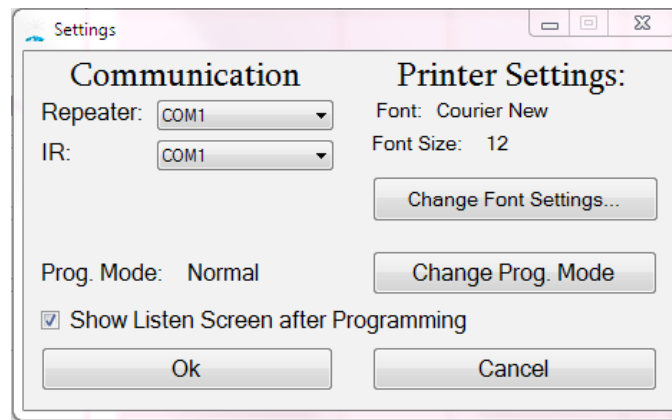 Settings
Communication
Repeater: COM1
IR: COM1
Printer Settings:
Font: Courier New
Font Size: 12
Change Font Settings...
Prog. Mode: Normal
Change Prog. Mode
Show Listen Screen after Programming
Ok
Cancel